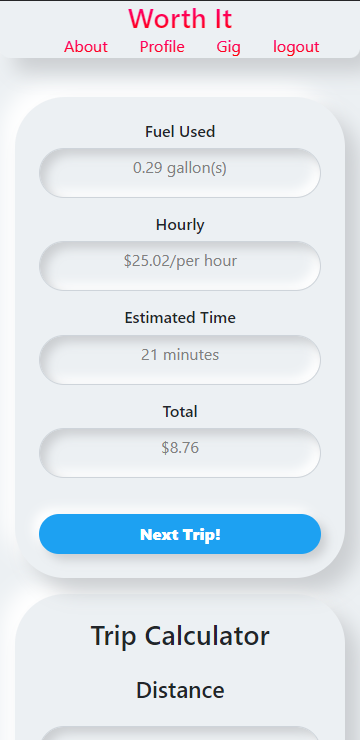 Worth It
About Profile Gig logout
Fuel Used
0.29 gallon(s)
Hourly
$25.02/per hour
Estimated Time
21 minutes
Total
$8.76
Next Trip!
Trip Calculator
Distance